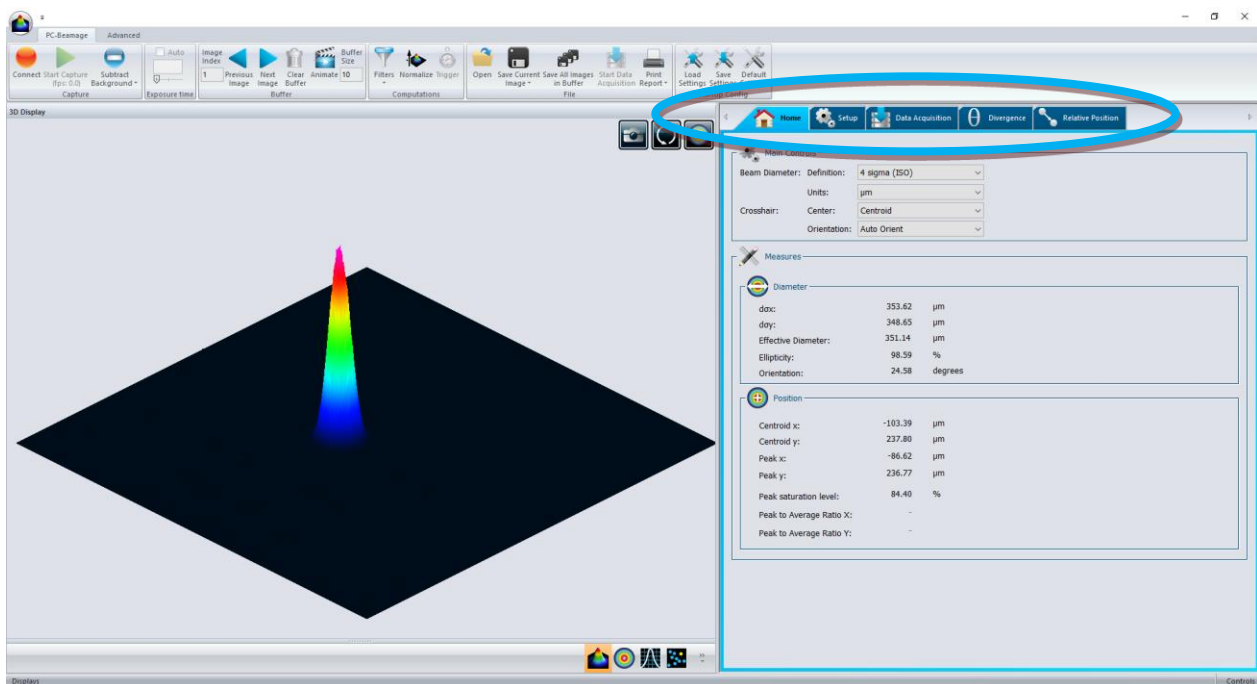 PC-Beamage Advanced
Connect Start Capture (fps: 0.0) Subtract Background
Capture
Auto
Exposure time
Image Index
1
Previous Image Next Image Clear Buffer Animate
Buffer Size
10
Buffer
Filters Normalize Trigger
Computations
Open Save Current Image Save All Images in Buffer Start Data Acquisition Print Report
File
Load Settings Save Default
3D Display
Home Setup Data Acquisition Divergence Relative Position
Main Controls
Beam Diameter: Definition: 4 sigma (ISO)
Units: µm
Crosshair: Center: Centroid
Orientation: Auto Orient
Measures
Diameter
dσx: 353.62 µm
dσy: 348.65 µm
Effective Diameter: 351.14 µm
Ellipticity: 98.59 %
Orientation: 24.58 degrees
Position
Centroid x: -103.39 µm
Centroid y: 237.80 µm
Peak x: -86.62 µm
Peak y: 236.77 µm
Peak saturation level: 84.40 %
Peak to Average Ratio X: -
Peak to Average Ratio Y: -
Displays Controls